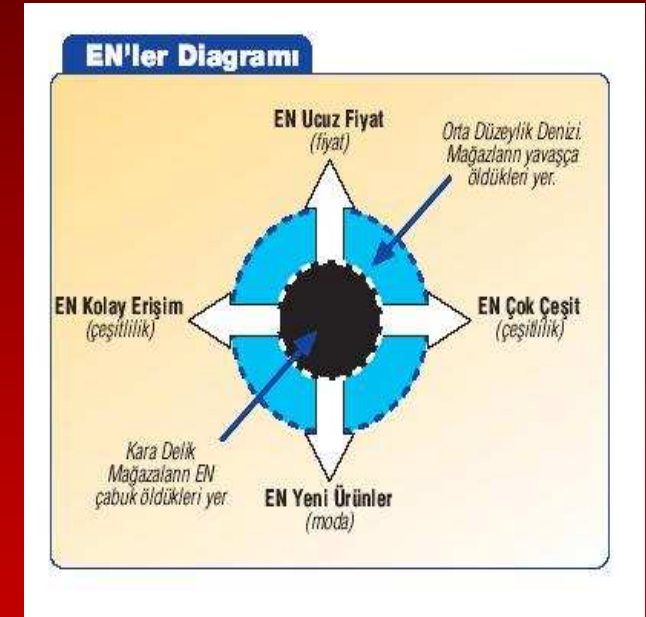 EN'ler Diagramı
EN Ucuz Fiyat
(fiyat)
Orta Düzeylik Denizi.
Mağazların yavaşça
öldükleri yer.
EN Kolay Erişim
(çeşitlilik)
EN Çok Çeşit
(çeşitlilik)
Kara Delik
Mağazaların EN
çabuk öldükleri yer
EN Yeni Ürünler
(moda)